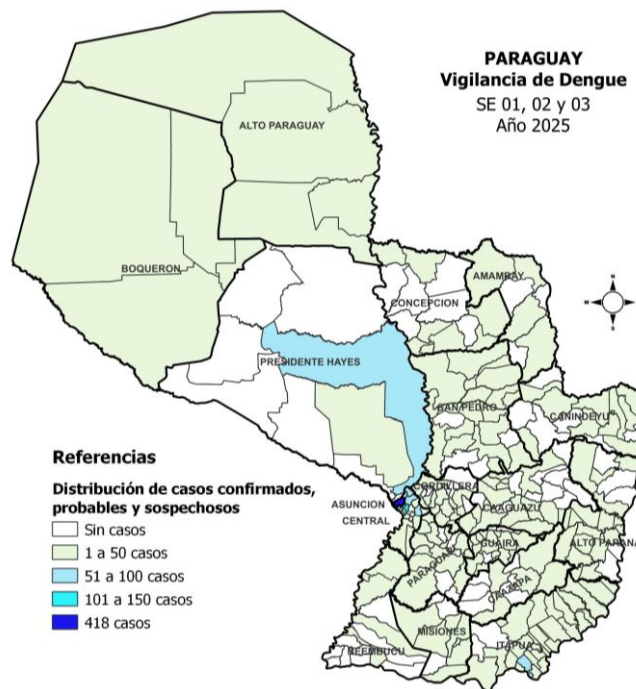 PARAGUAY
Vigilancia de Dengue
SE 01, 02 y 03
Año 2025
ALTO PARAGUAY
BOQUERON
CONCEPCION
AMAMBAY
N
W
E
S
PRESIDENTE HAYES
SAN PEDRO
CANINDEYU
CORDILLERA
ASUNCION
CENTRAL
CAAGUAZU
GUAIRA
ALTO PARANA
PARAGUARI
CAAZAPA
MISIONES
ITAPUA
ÑEEMBUCU
Referencias
Distribución de casos confirmados,
probables y sospechosos
Sin casos
1 a 50 casos
51 a 100 casos
101 a 150 casos
418 casos